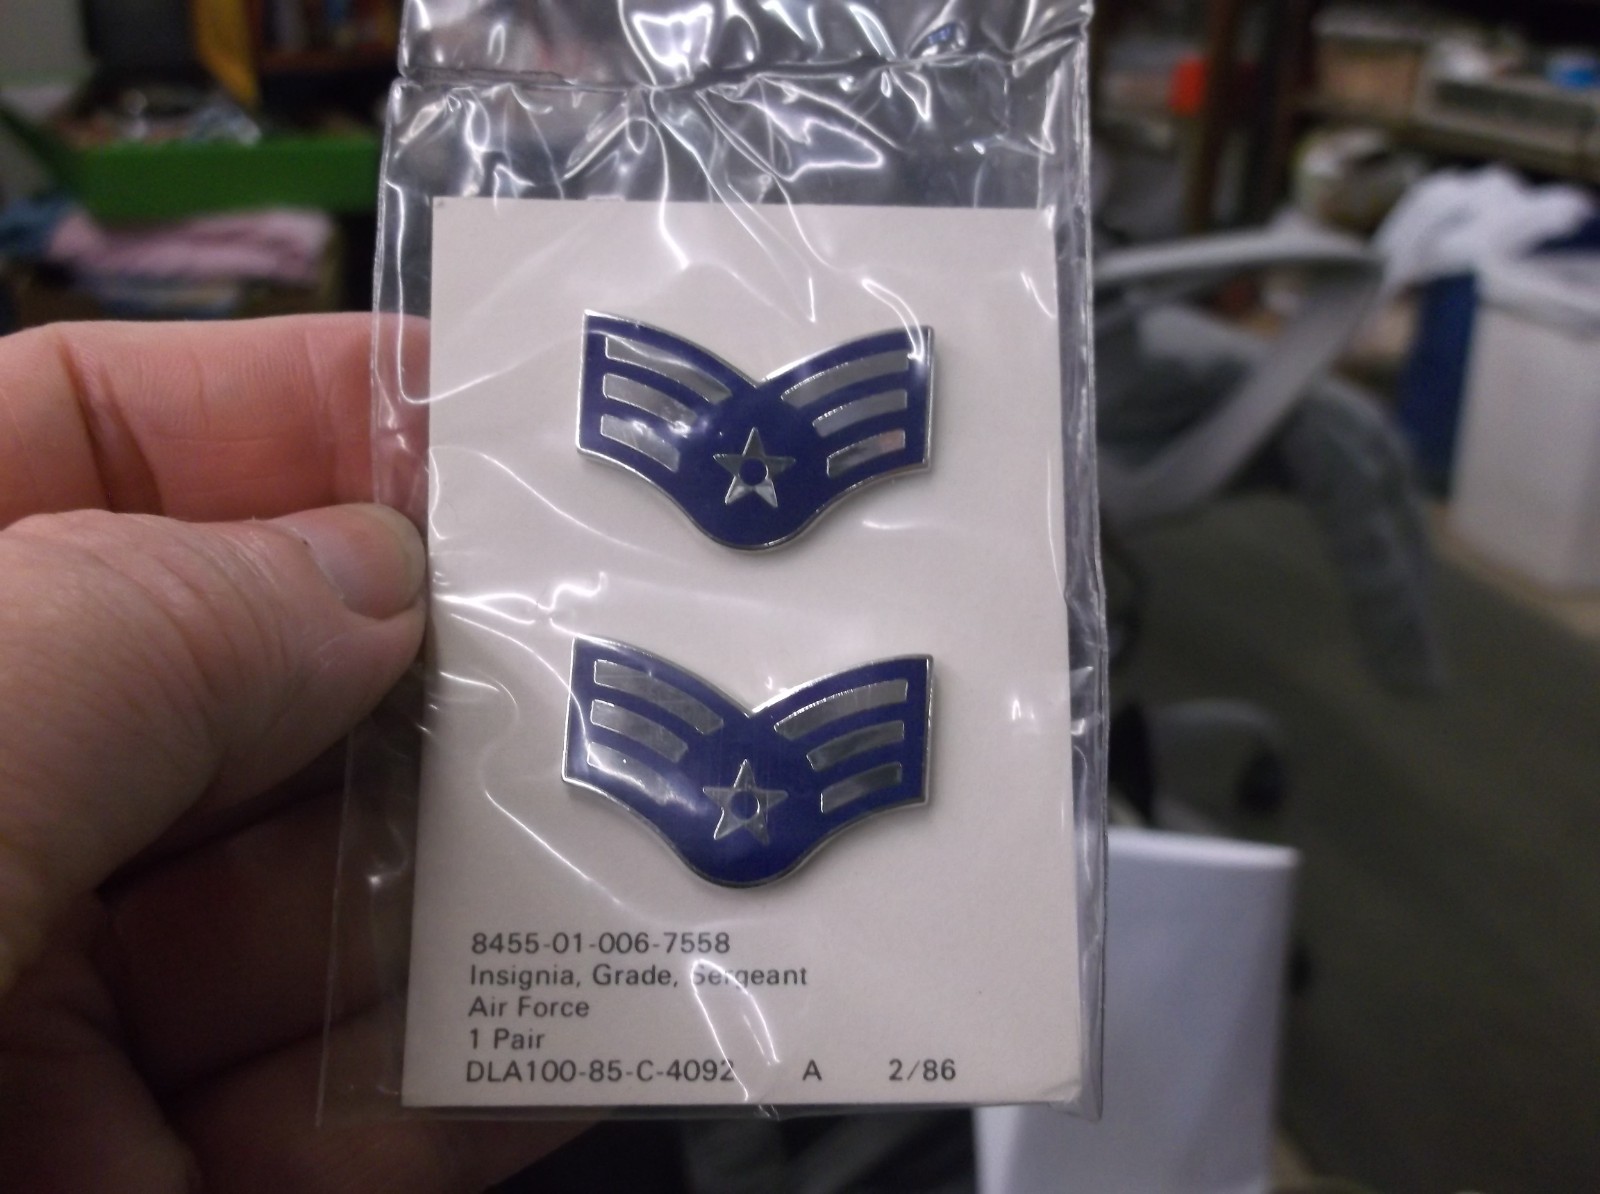 8455-01-006-7558
Insignia, Grade, Sergeant
Air Force
1 Pair
DLA100-85-C-4092 A 2/86